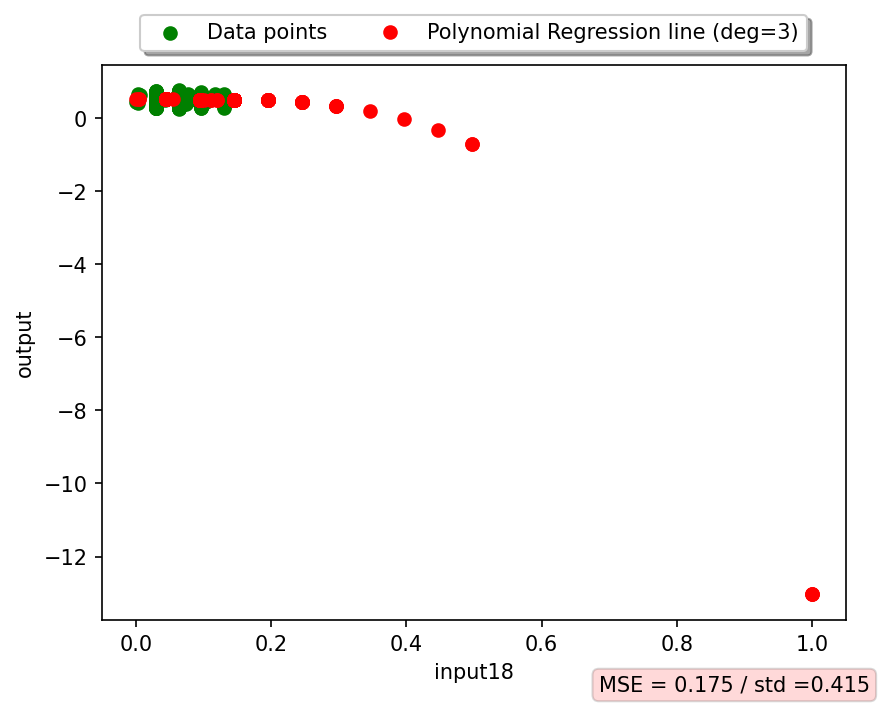 Data points
Polynomial Regression line (deg=3)
0
−2
−4
−6
−8
−10
−12
output
0.0 0.2 0.4 0.6 0.8 1.0
input18
MSE = 0.175 / std =0.415